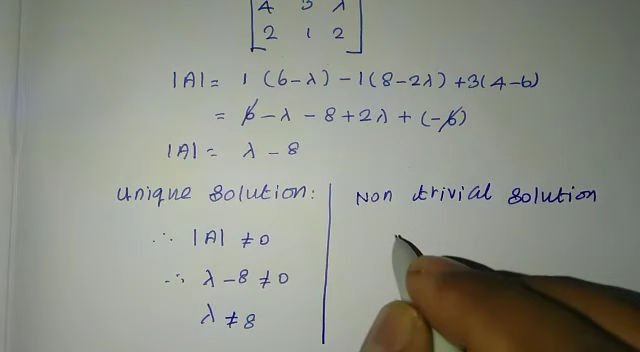 4 3 λ
2 1 2
|A| = 1 (6-λ) - 1(8-2λ) + 3(4-6)
= 6 - λ - 8 + 2λ + (-6)
|A| = λ - 8
Unique Solution:
∴ |A| ≠ 0
∴ λ - 8 ≠ 0
λ ≠ 8
Non trivial Solution